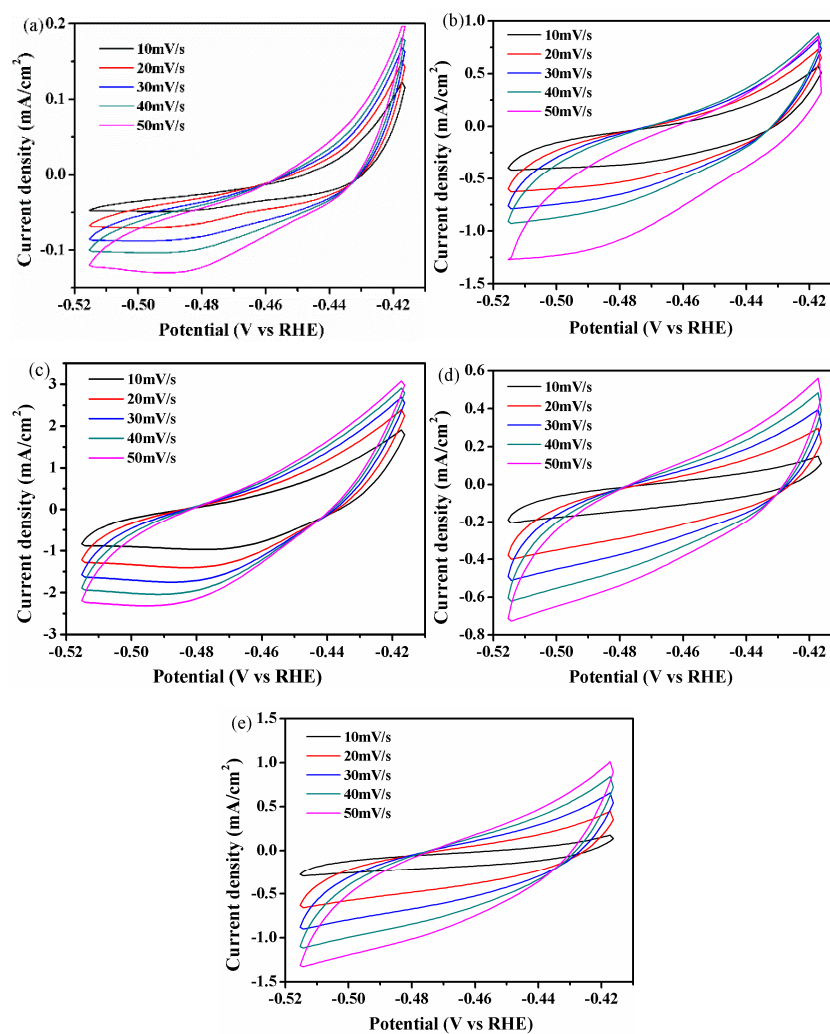 (a)
10mV/s
20mV/s
30mV/s
40mV/s
50mV/s
Current density (mA/cm²)
0.2
0.1
0.0
-0.1
-0.52 -0.50 -0.48 -0.46 -0.44 -0.42
Potential (V vs RHE)
(b)
10mV/s
20mV/s
30mV/s
40mV/s
50mV/s
Current density (mA/cm²)
1.0
0.5
0.0
-0.5
-1.0
-1.5
-0.52 -0.50 -0.48 -0.46 -0.44 -0.42
Potential (V vs RHE)
(c)
10mV/s
20mV/s
30mV/s
40mV/s
50mV/s
Current density (mA/cm²)
3
2
1
0
-1
-2
-3
-0.52 -0.50 -0.48 -0.46 -0.44 -0.42
Potential (V vs RHE)
(d)
10mV/s
20mV/s
30mV/s
40mV/s
50mV/s
Current density (mA/cm²)
0.6
0.4
0.2
0.0
-0.2
-0.4
-0.6
-0.8
-0.52 -0.50 -0.48 -0.46 -0.44 -0.42
Potential (V vs RHE)
(e)
10mV/s
20mV/s
30mV/s
40mV/s
50mV/s
Current density (mA/cm²)
1.5
1.0
0.5
0.0
-0.5
-1.0
-1.5
-0.52 -0.50 -0.48 -0.46 -0.44 -0.42
Potential (V vs RHE)